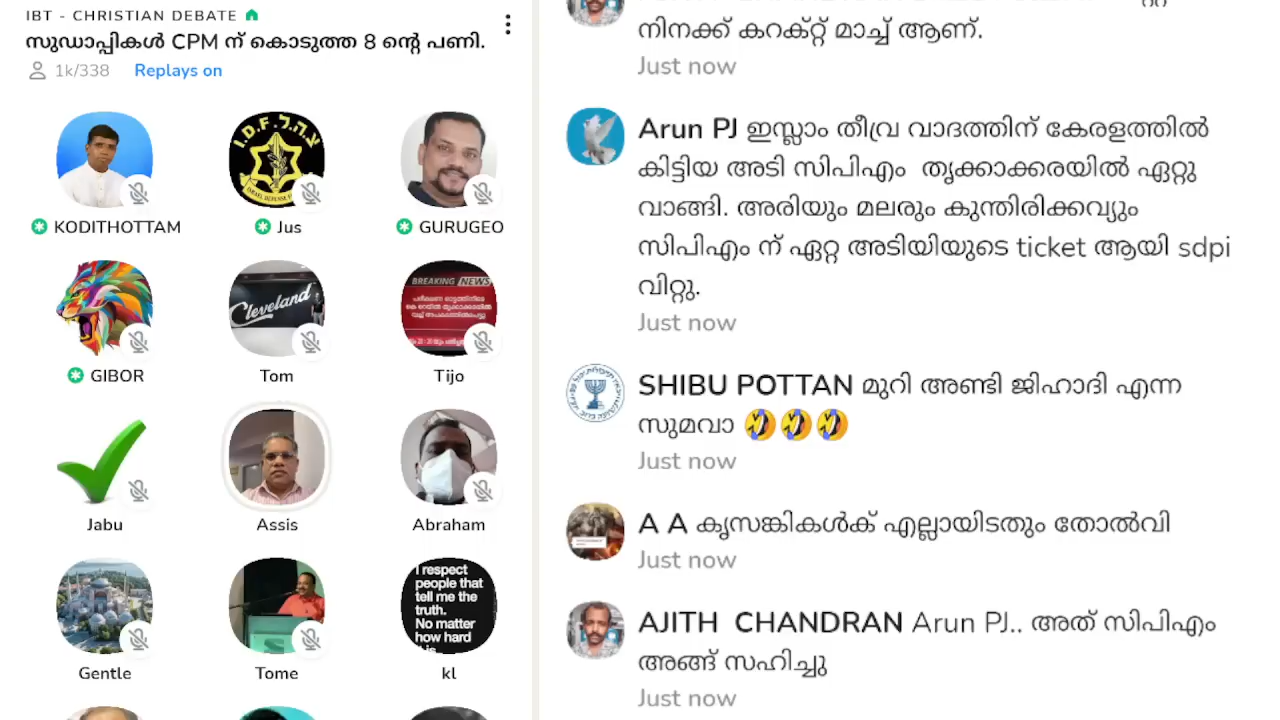 IBT - CHRISTIAN DEBATE
സുഡാപ്പികൾ CPM ന് കൊടുത്ത 8 ന്റെ പണി.
1k/338 Replays on
KODITHOTTAM
Jus
GURUGEO
BREAKING NEWS
Cleveland
GIBOR
Tom
Tijo
Jabu
Assis
Abraham
I respect
people that
tell me the
truth.
No matter
how hard
Gentle
Tome
kl
നിനക്ക് കറക്റ്റ് മാച്ച് ആണ്.
Just now
Arun PJ ഇസ്ലാം തീവ്ര വാദത്തിന് കേരളത്തിൽ
കിട്ടിയ അടി സിപിഎം തൃക്കാക്കരയിൽ ഏറ്റു
വാങ്ങി. അരിയും മലരും കുന്തിരിക്കവ്യും
സിപിഎം ന് ഏറ്റ അടിയിയുടെ ticket ആയി sdpi
വിറ്റു.
Just now
SHIBU POTTAN മുറി അണ്ടി ജിഹാദി എന്ന
സുമവാ 🤣🤣🤣
Just now
A A കൃസങ്കികൾക് എല്ലായിടതും തോൽവി
Just now
AJITH CHANDRAN Arun PJ.. അത് സിപിഎം
അങ്ങ് സഹിച്ചു
Just now